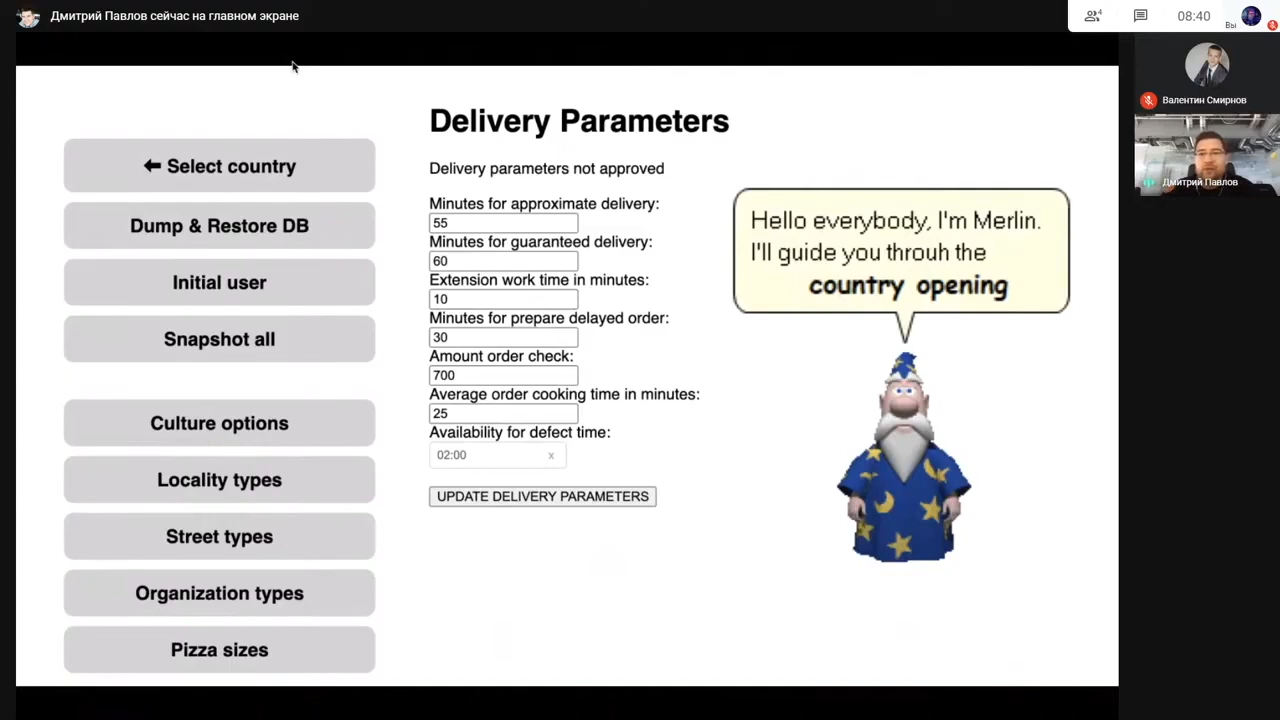 Дмитрий Павлов сейчас на главном экране
4
08:40
Вы
Валентин Смирнов
Дмитрий Павлов
⬅ Select country
Dump & Restore DB
Initial user
Snapshot all
Culture options
Locality types
Street types
Organization types
Pizza sizes
Delivery Parameters
Delivery parameters not approved
Minutes for approximate delivery:
55
Minutes for guaranteed delivery:
60
Extension work time in minutes:
10
Minutes for prepare delayed order:
30
Amount order check:
700
Average order cooking time in minutes:
25
Availability for defect time:
02:00 x
UPDATE DELIVERY PARAMETERS
Hello everybody, I'm Merlin.
I'll guide you throuh the
country opening